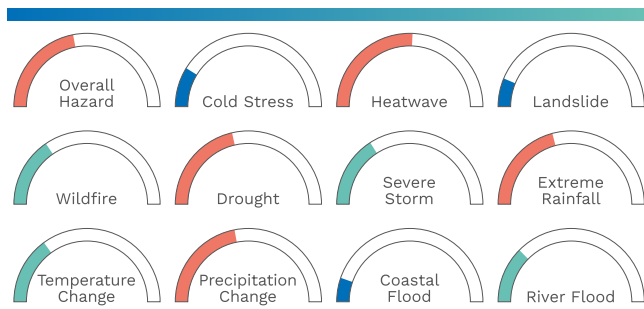 Overall
Hazard
Cold Stress
Heatwave
Landslide
Wildfire
Drought
Severe
Storm
Extreme
Rainfall
Temperature
Change
Precipitation
Change
Coastal
Flood
River Flood